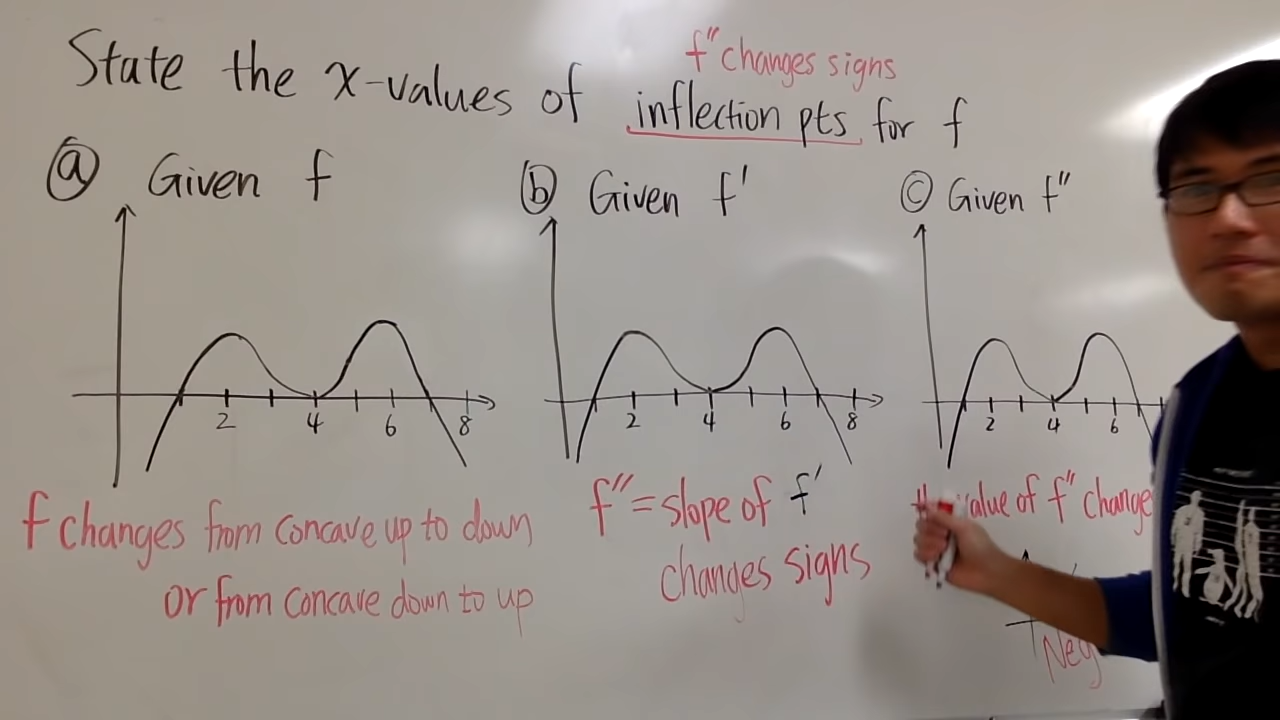 f" changes signs
State the x-values of inflection pts for f
ⓐ Given f
2 4 6 8
f changes from concave up to down
or from concave down to up
ⓑ Given f'
2 4 6 8
f" = slope of f'
changes signs
ⓒ Given f"
2 4 6
value of f" change
Neg